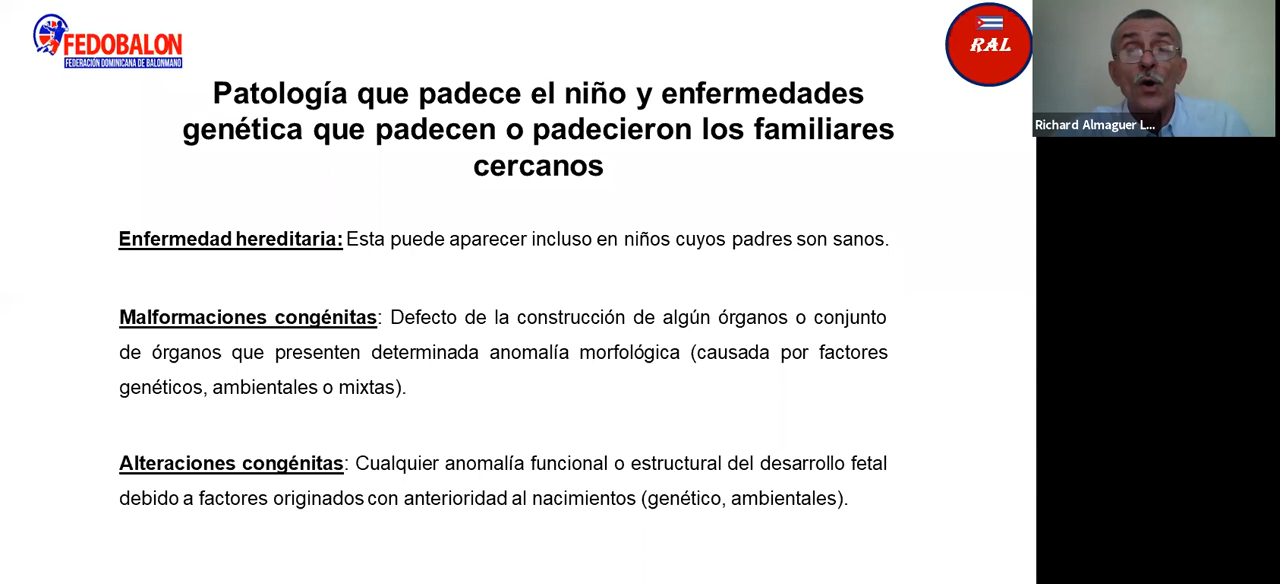 FEDOBALON
FEDERACIÓN DOMINICANA DE BALONMANO
RAL
Richard Almaguer L...
Patología que padece el niño y enfermedades
genética que padecen o padecieron los familiares
cercanos
Enfermedad hereditaria: Esta puede aparecer incluso en niños cuyos padres son sanos.
Malformaciones congénitas: Defecto de la construcción de algún órganos o conjunto
de órganos que presenten determinada anomalía morfológica (causada por factores
genéticos, ambientales o mixtas).
Alteraciones congénitas: Cualquier anomalía funcional o estructural del desarrollo fetal
debido a factores originados con anterioridad al nacimientos (genético, ambientales).